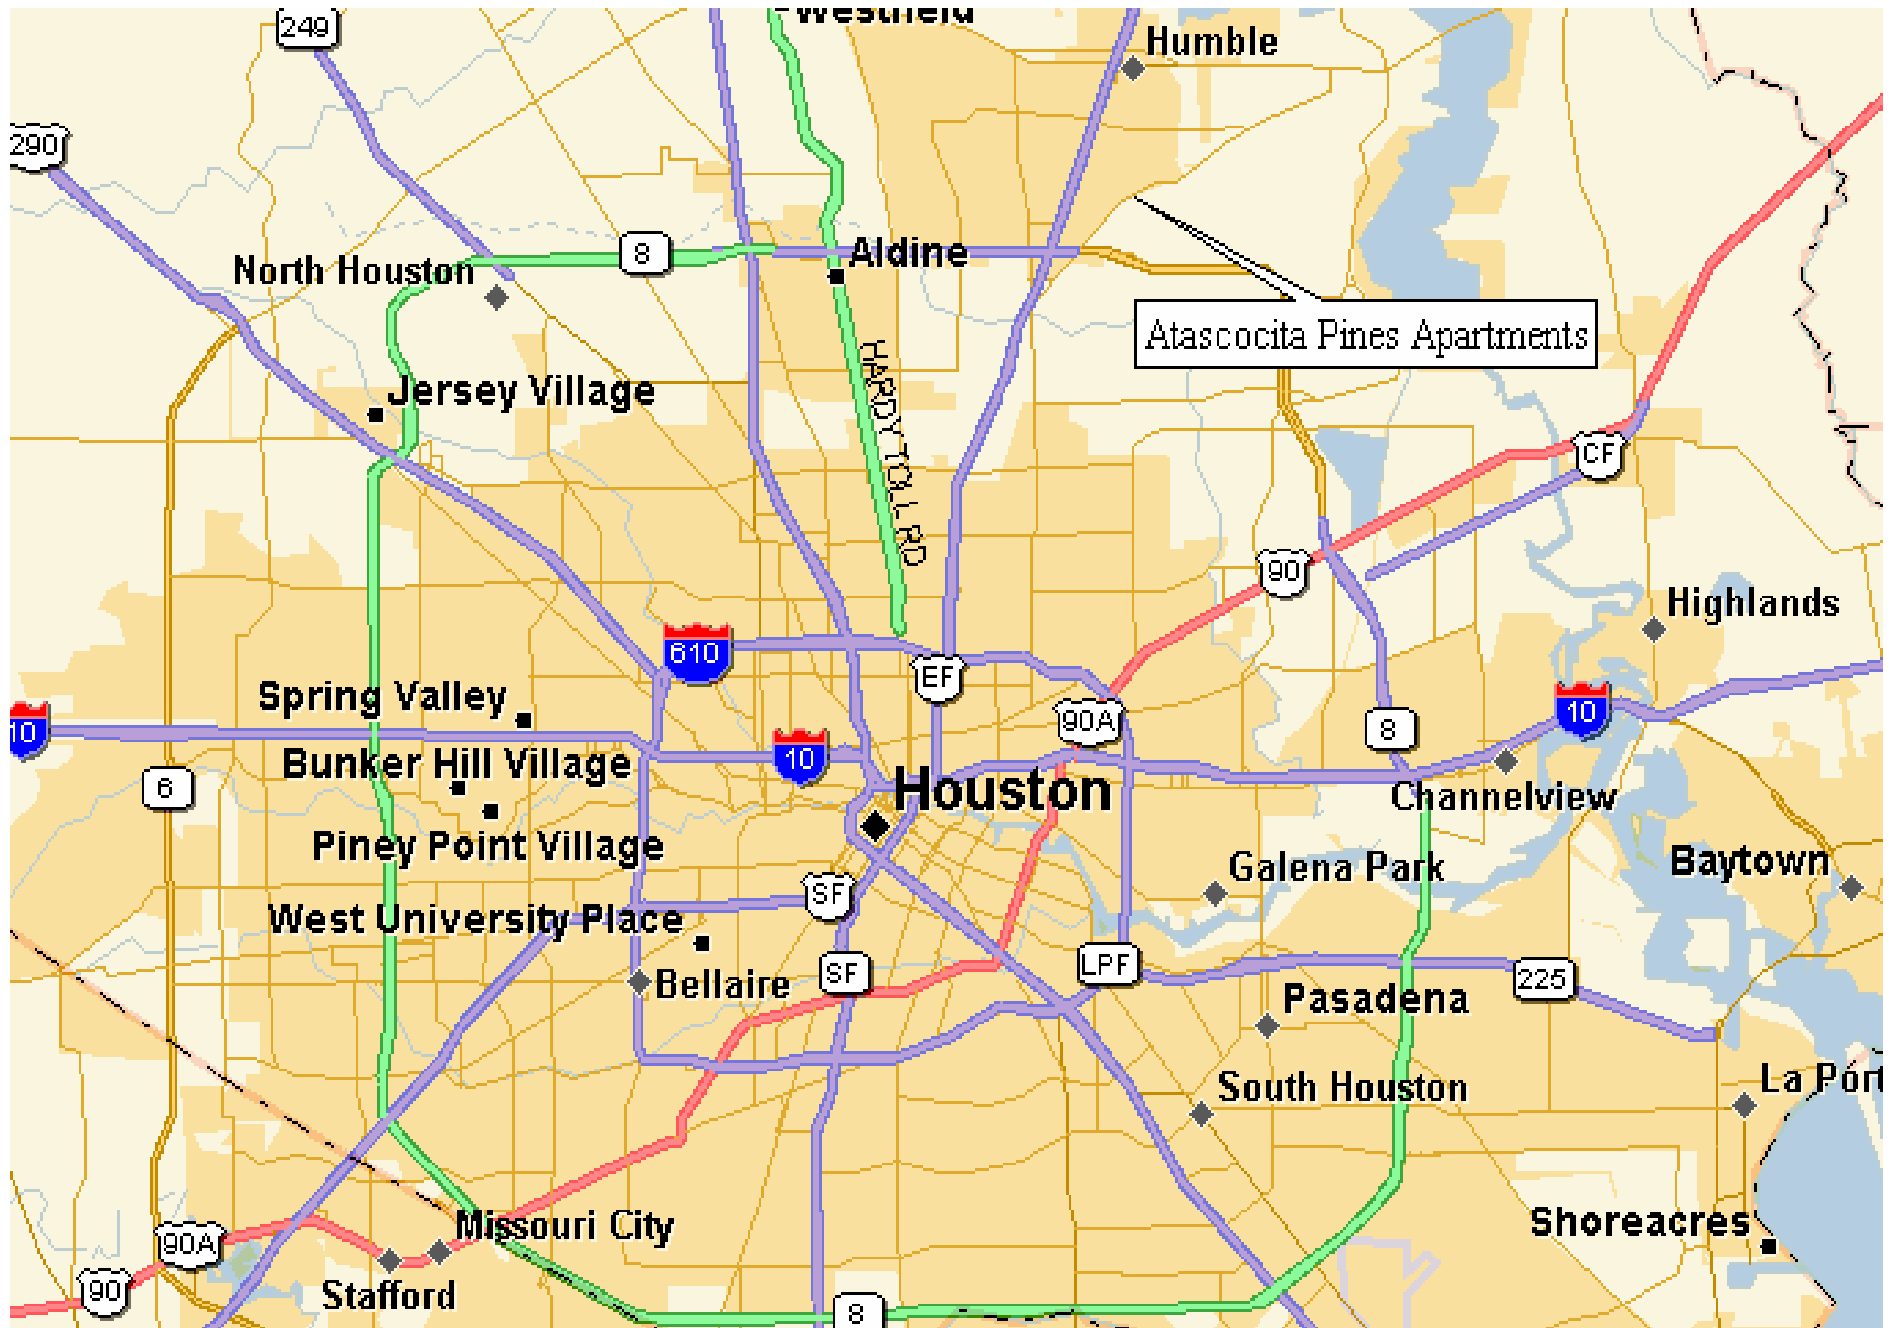 Westfield
249
Humble
290
8
Aldine
North Houston
Atascocita Pines Apartments
HARDY TOLL RD
Jersey Village
CF
90
Highlands
610
EF
Spring Valley
10
90A
8
10
10
Bunker Hill Village
6
Houston
Channelview
Piney Point Village
Galena Park
Baytown
SF
West University Place
LPF
SF
225
Bellaire
Pasadena
South Houston
La Port
Shoreacres
Missouri City
90A
90
Stafford
8